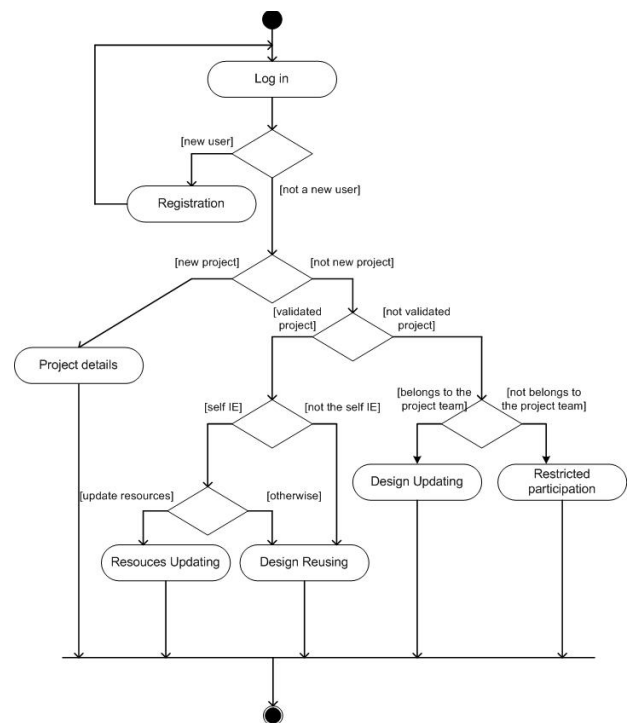 Log in
[new user]
Registration
[not a new user]
[new project]
[not new project]
[validated
project]
[not validated
project]
Project details
[self IE]
[not the self IE]
[belongs to the
project team]
[not belongs to
the project team]
[update resources]
[otherwise]
Design Updating
Restricted
participation
Resouces Updating
Design Reusing